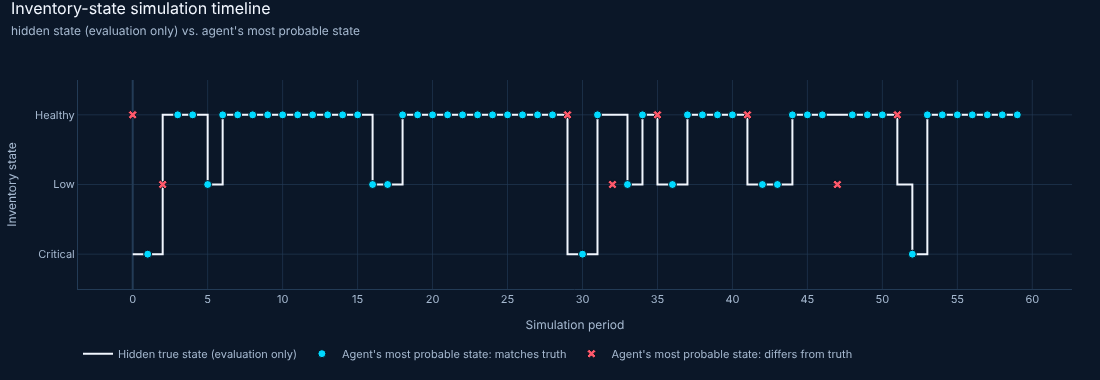 Inventory-state simulation timeline
hidden state (evaluation only) vs. agent's most probable state
Inventory state
Healthy
Low
Critical
0 5 10 15 20 25 30 35 40 45 50 55 60
Simulation period
Hidden true state (evaluation only) Agent's most probable state: matches truth Agent's most probable state: differs from truth